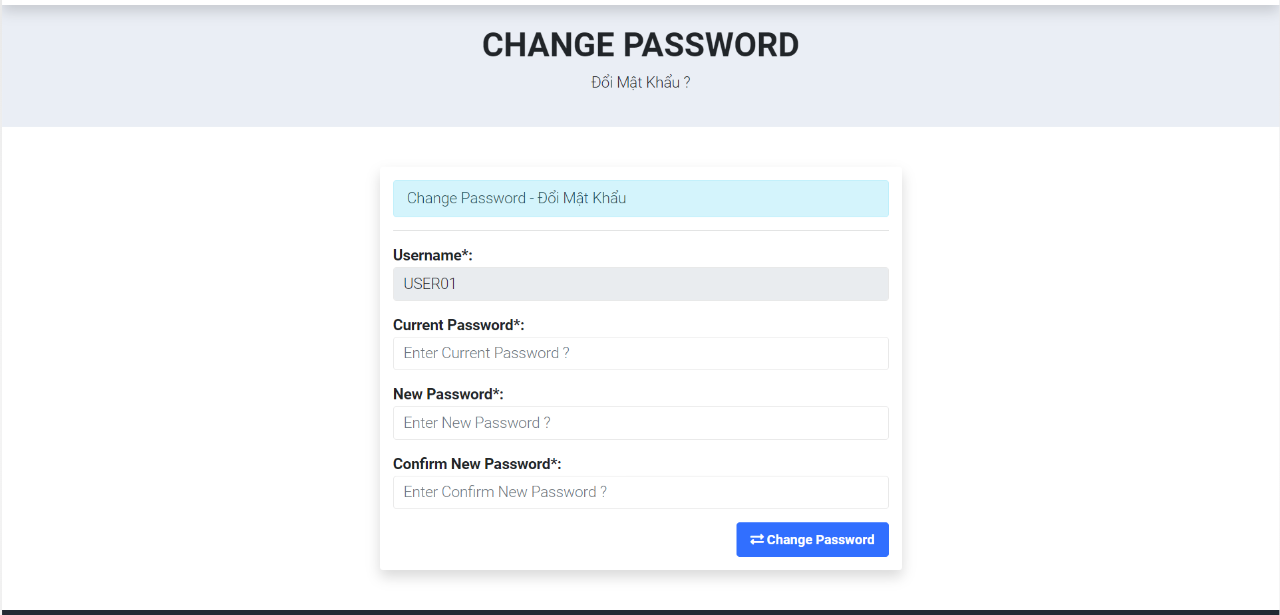 CHANGE PASSWORD
Đổi Mật Khẩu ?
Change Password - Đổi Mật Khẩu
Username*:
USER01
Current Password*:
Enter Current Password ?
New Password*:
Enter New Password ?
Confirm New Password*:
Enter Confirm New Password ?
Change Password